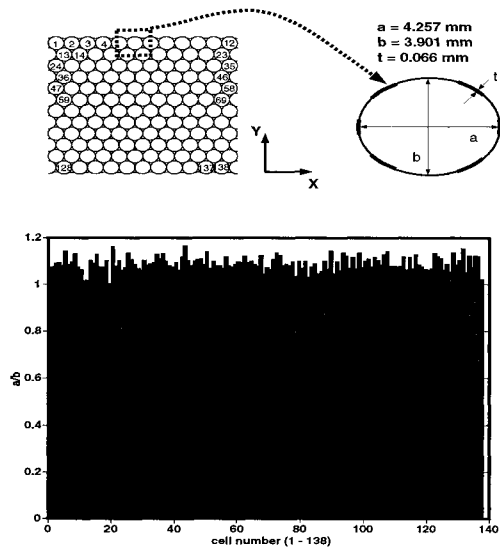 a = 4.257 mm
b = 3.901 mm
t = 0.066 mm
1 2 3 4 12
13 14 23
24 35
36 46
47 58
59 69
128 137 138
Y
X
t
a
b
1.2
1
0.8
0.6
0.4
0.2
0
a/b
0 20 40 60 80 100 120 140
cell number (1 - 138)